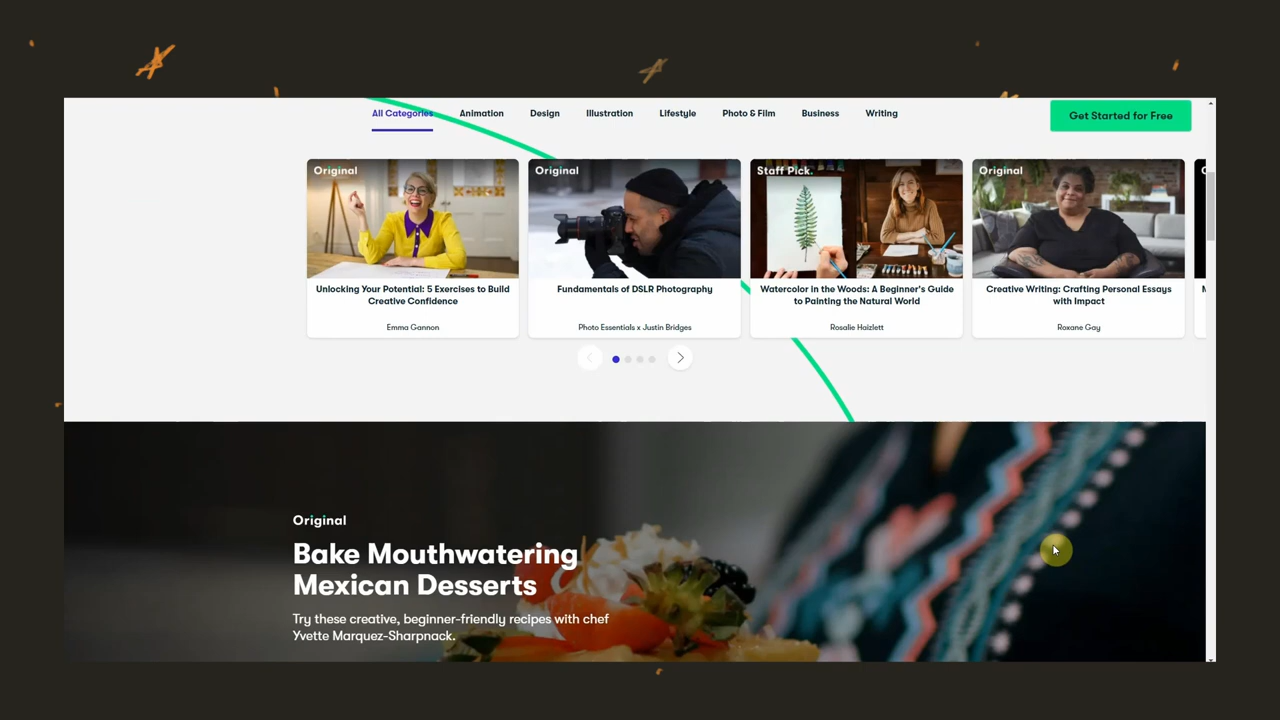 All Categories Animation Design Illustration Lifestyle Photo & Film Business Writing
Get Started for Free
Original
Original
Staff Pick.
Original
Unlocking Your Potential: 5 Exercises to Build
Creative Confidence
Emma Gannon
Fundamentals of DSLR Photography
Photo Essentials x Justin Bridges
Watercolor in the Woods: A Beginner's Guide
to Painting the Natural World
Rosalie Haizlett
Creative Writing: Crafting Personal Essays
with Impact
Roxane Gay
Original
Bake Mouthwatering
Mexican Desserts
Try these creative, beginner-friendly recipes with chef
Yvette Marquez-Sharpnack.